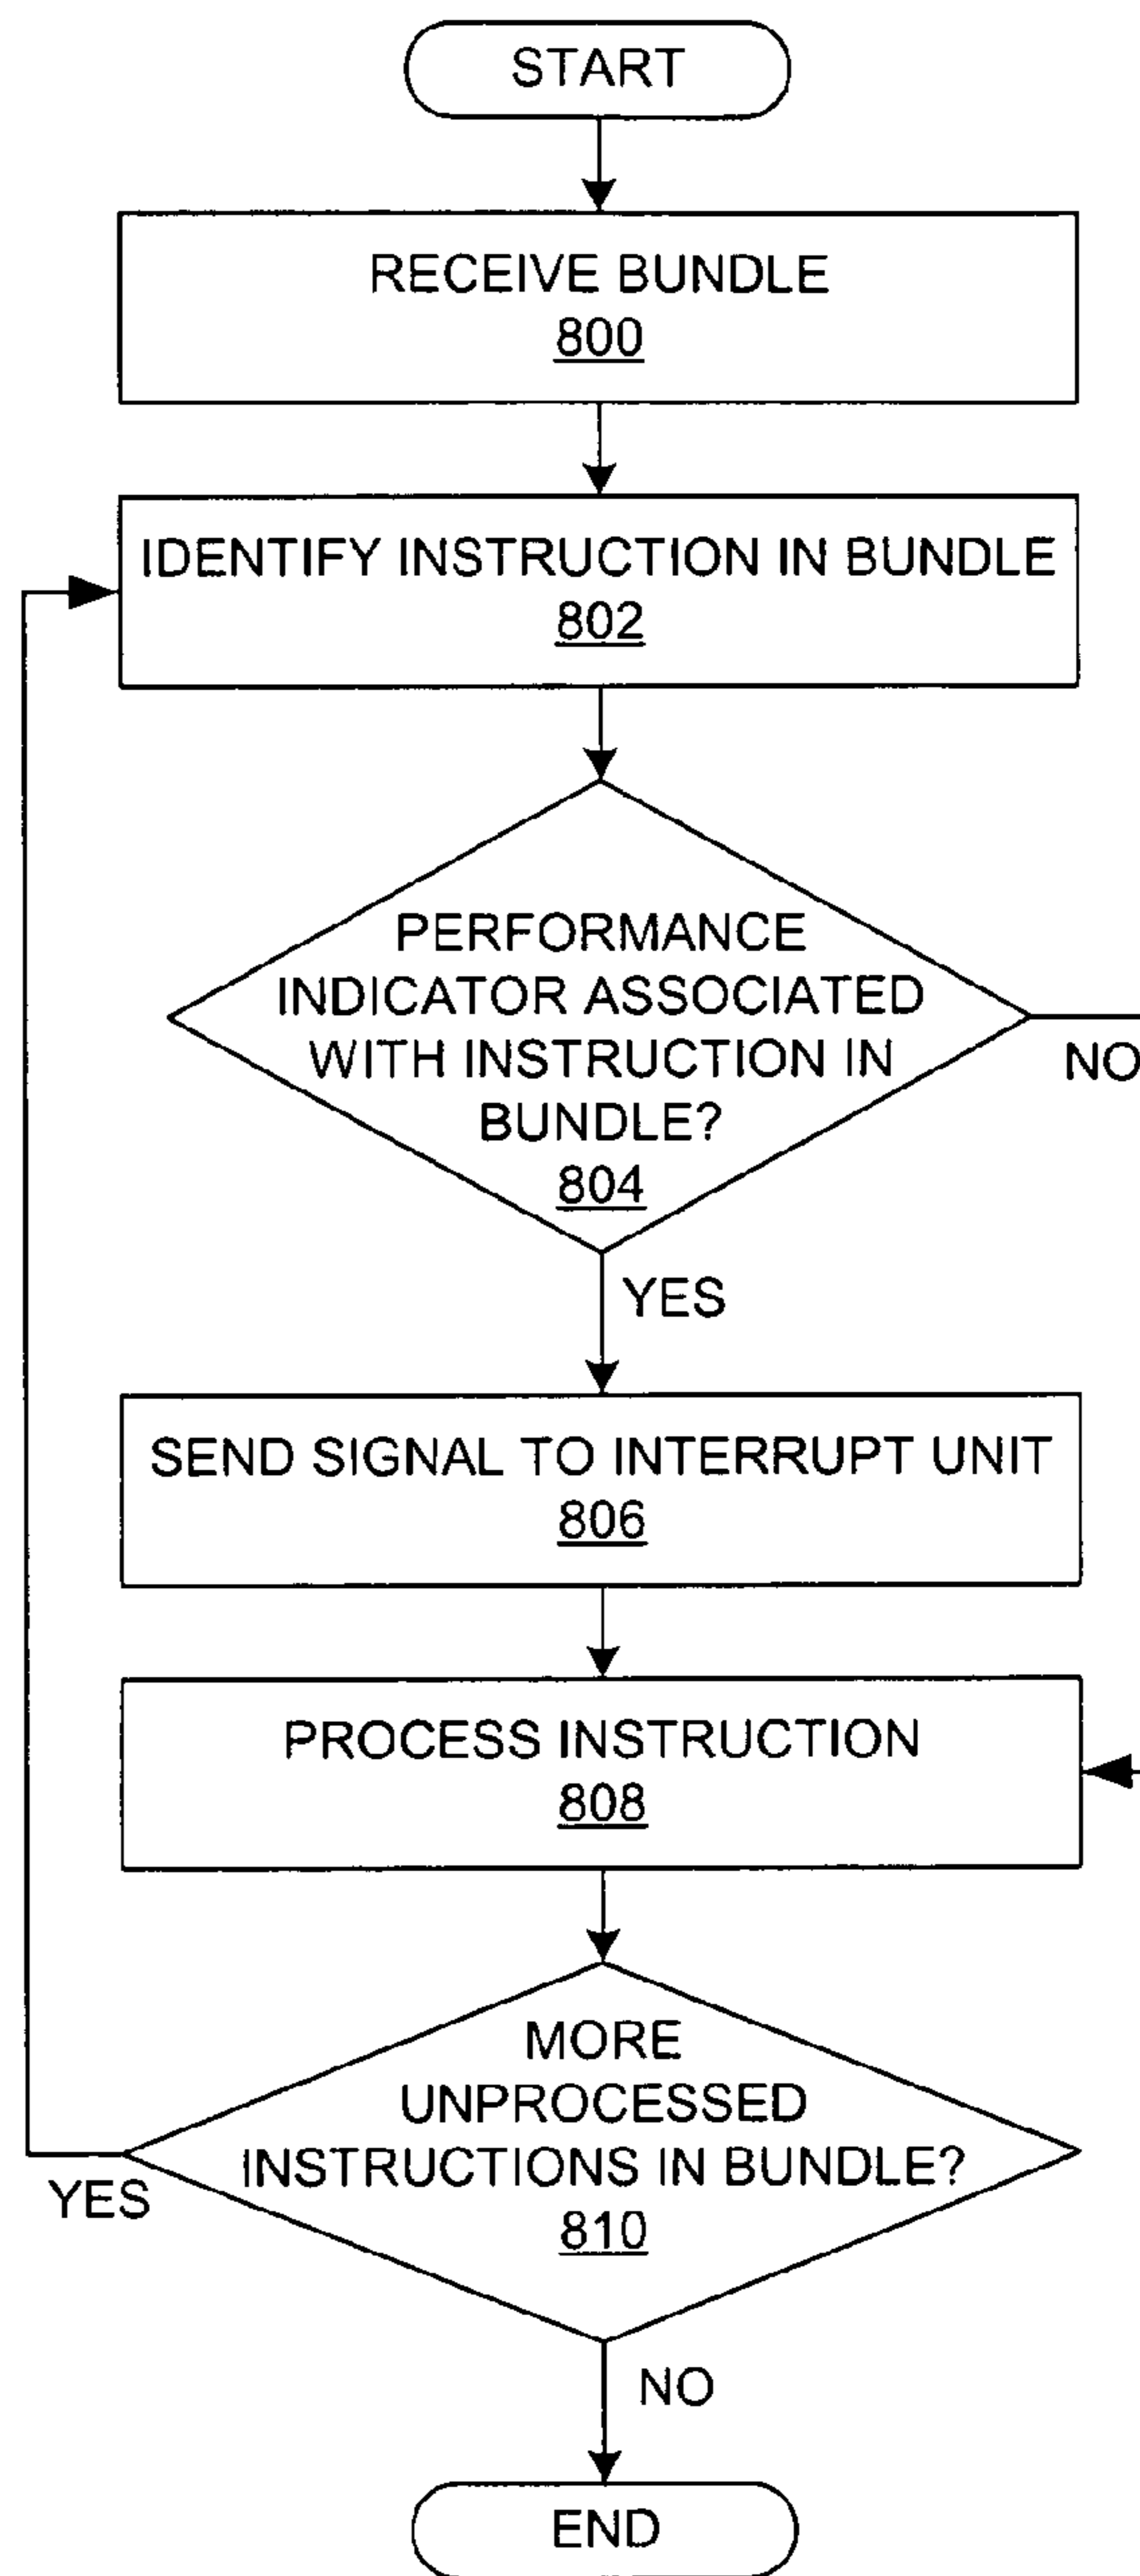 START
RECEIVE BUNDLE
800
IDENTIFY INSTRUCTION IN BUNDLE
802
PERFORMANCE
INDICATOR ASSOCIATED
WITH INSTRUCTION IN
BUNDLE?
804
NO
YES
SEND SIGNAL TO INTERRUPT UNIT
806
PROCESS INSTRUCTION
808
MORE
UNPROCESSED
INSTRUCTIONS IN BUNDLE?
810
YES
NO
END